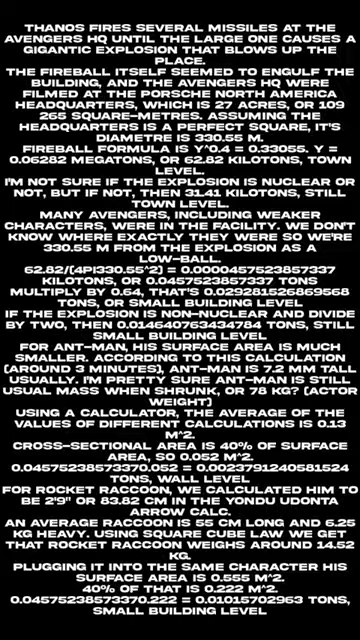 THANOS FIRES SEVERAL MISSILES AT THE
AVENGERS HQ UNTIL THE LARGE ONE CAUSES A
GIGANTIC EXPLOSION THAT BLOWS UP THE
PLACE.
THE FIREBALL ITSELF SEEMED TO ENGULF THE
BUILDING, AND THE AVENGERS HQ WERE
FILMED AT THE PORSCHE NORTH AMERICA
HEADQUARTERS, WHICH IS 27 ACRES, OR 109
265 SQUARE-METRES. ASSUMING THE
HEADQUARTERS IS A PERFECT SQUARE, IT'S
DIAMETRE IS 330.55 M.
FIREBALL FORMULA IS Y^0.4 = 0.33055. Y =
0.06282 MEGATONS, OR 62.82 KILOTONS, TOWN
LEVEL.
I'M NOT SURE IF THE EXPLOSION IS NUCLEAR OR
NOT, BUT IF NOT, THEN 31.41 KILOTONS, STILL
TOWN LEVEL.
MANY AVENGERS, INCLUDING WEAKER
CHARACTERS, WERE IN THE FACILITY. WE DON'T
KNOW WHERE EXACTLY THEY WERE SO WE'RE
330.55 M FROM THE EXPLOSION AS A
LOW-BALL.
62.82/(4PI330.55^2) = 0.0000457523857337
KILOTONS, OR 0.0457523857337 TONS
MULTIPLY BY 0.64, THAT'S 0.029281526869568
TONS, OR SMALL BUILDING LEVEL
IF THE EXPLOSION IS NON-NUCLEAR AND DIVIDE
BY TWO, THEN 0.014640763434784 TONS, STILL
SMALL BUILDING LEVEL.
FOR ANT-MAN, HIS SURFACE AREA IS MUCH
SMALLER. ACCORDING TO THIS CALCULATION
(AROUND 3 MINUTES), ANT-MAN IS 7.2 MM TALL
USUALLY. I'M PRETTY SURE ANT-MAN IS STILL
USUAL MASS WHEN SHRUNK, OR 78 KG? (ACTOR
WEIGHT)
USING A CALCULATOR, THE AVERAGE OF THE
VALUES OF DIFFERENT CALCULATIONS IS 0.13
M^2.
CROSS-SECTIONAL AREA IS 40% OF SURFACE
AREA, SO 0.052 M^2.
0.04575238573370.052 = 0.0023791240581524
TONS, WALL LEVEL
FOR ROCKET RACCOON, WE CALCULATED HIM TO
BE 2'9" OR 83.82 CM IN THE YONDU UDONTA
ARROW CALC.
AN AVERAGE RACCOON IS 55 CM LONG AND 6.25
KG HEAVY. USING SQUARE CUBE LAW WE GET
THAT ROCKET RACCOON WEIGHS AROUND 14.52
KG.
PLUGGING IT INTO THE SAME CHARACTER HIS
SURFACE AREA IS 0.555 M^2.
40% OF THAT IS 0.222 M^2.
0.04575238573370.222 = 0.01015702963 TONS,
SMALL BUILDING LEVEL